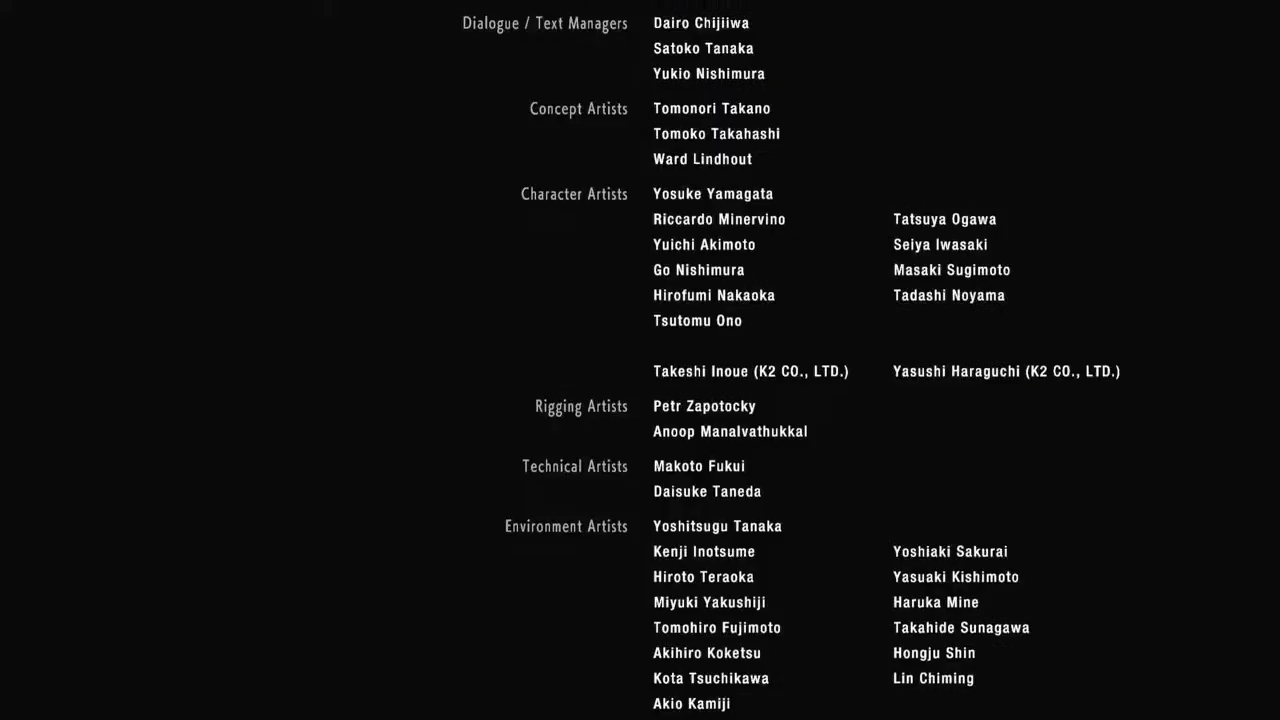 Dialogue / Text Managers Dairo Chijiiwa
Satoko Tanaka
Yukio Nishimura
Concept Artists Tomonori Takano
Tomoko Takahashi
Ward Lindhout
Character Artists Yosuke Yamagata
Riccardo Minervino Tatsuya Ogawa
Yuichi Akimoto Seiya Iwasaki
Go Nishimura Masaki Sugimoto
Hirofumi Nakaoka Tadashi Noyama
Tsutomu Ono
Takeshi Inoue (K2 CO., LTD.) Yasushi Haraguchi (K2 CO., LTD.)
Rigging Artists Petr Zapotocky
Anoop Manalvathukkal
Technical Artists Makoto Fukui
Daisuke Taneda
Environment Artists Yoshitsugu Tanaka
Kenji Inotsume Yoshiaki Sakurai
Hiroto Teraoka Yasuaki Kishimoto
Miyuki Yakushiji Haruka Mine
Tomohiro Fujimoto Takahide Sunagawa
Akihiro Koketsu Hongju Shin
Kota Tsuchikawa Lin Chiming
Akio Kamiji